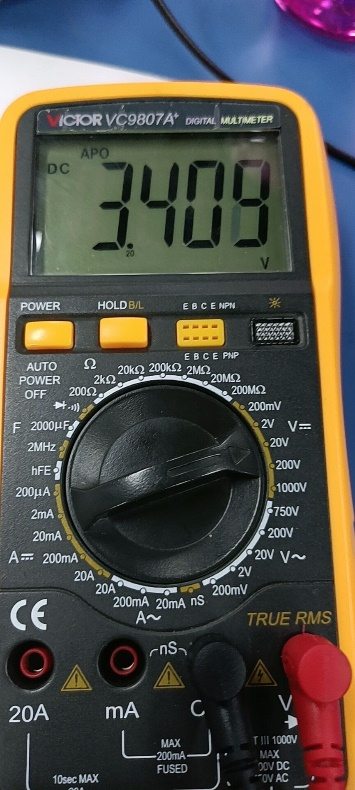 VICTOR VC9807A+ DIGITAL MULTIMETER
APO
DC
3.408
20
V
POWER
HOLD B/L
E B C E NPN
E B C E PNP
AUTO
POWER
OFF
Ω
200Ω
2kΩ
20kΩ
200kΩ
2MΩ
20MΩ
200MΩ
200mV
2V
V⎓
20V
200V
1000V
750V
200V
20V
V~
2V
200mV
nS
20mA
200mA
A~
20A
20A
200mA
A⎓
20mA
2mA
200μA
hFE
2MHz
F
2000μF
CE
TRUE RMS
nS
20A
mA
C
V
10sec MAX
MAX
200mA
FUSED
T III 1000V
MAX
V DC
V AC